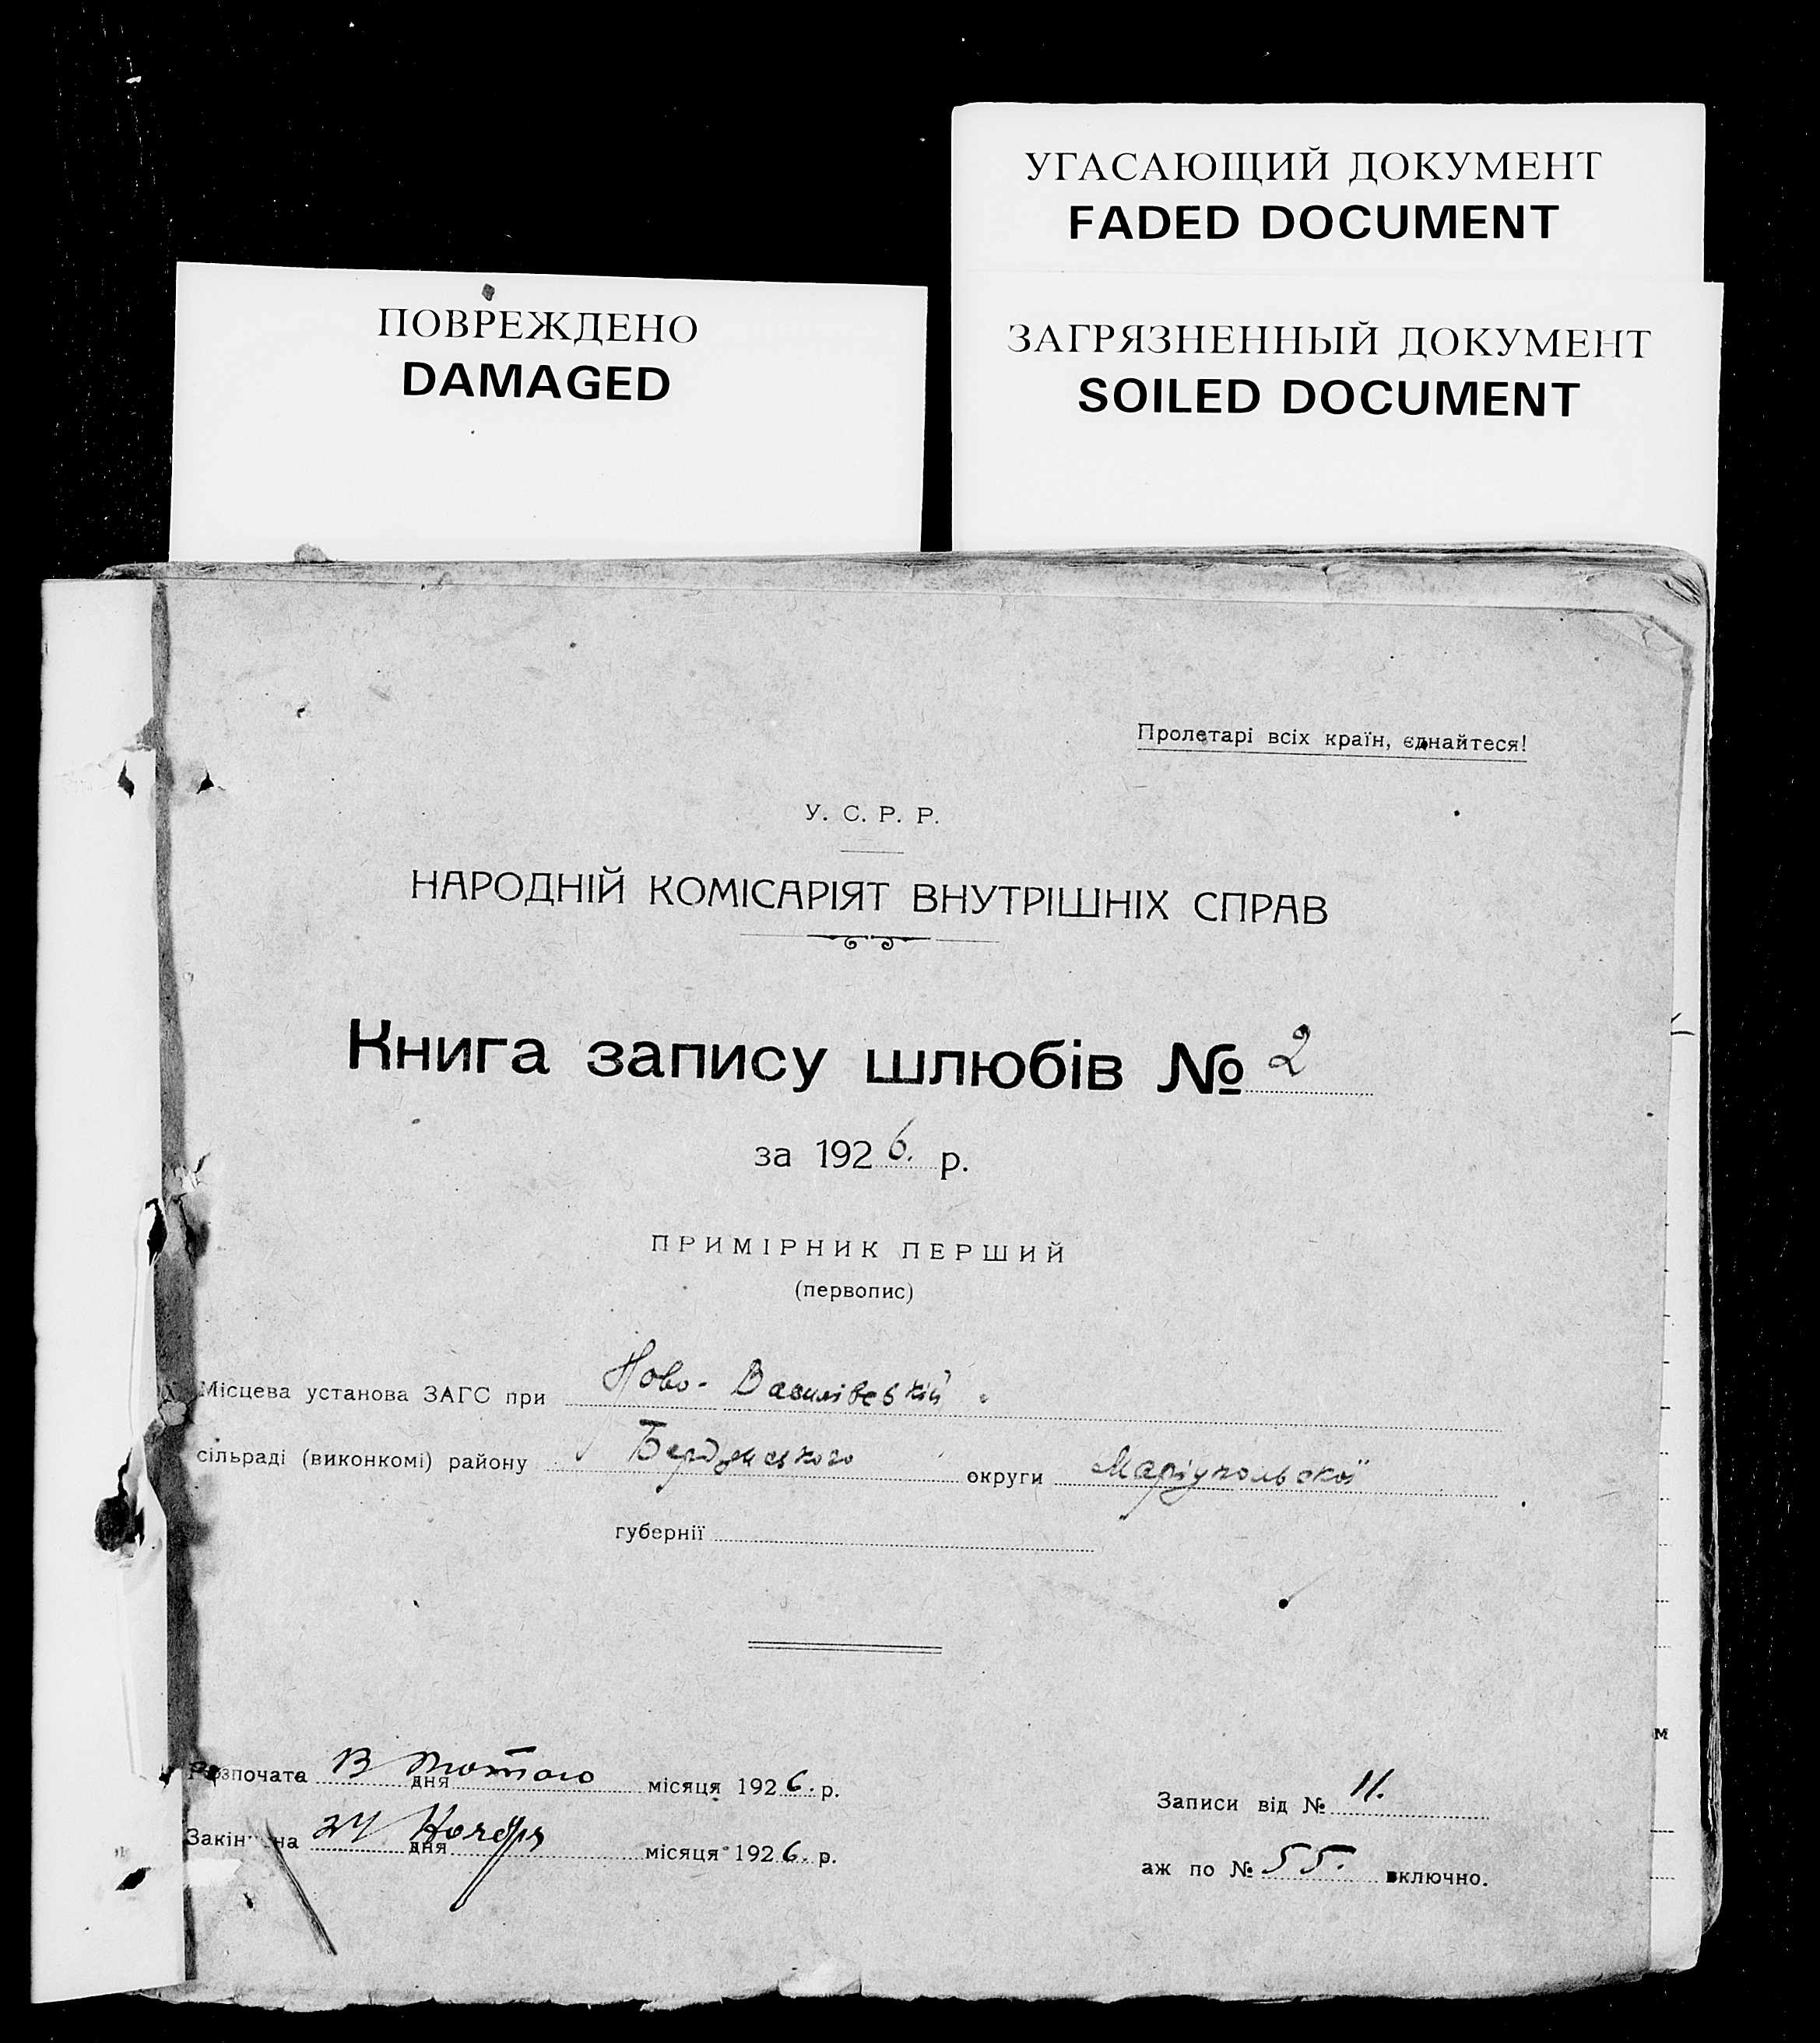 УГАСАЮЩИЙ ДОКУМЕНТ
FADED DOCUMENT
ПОВРЕЖДЕНО
DAMAGED
ЗАГРЯЗНЕННЫЙ ДОКУМЕНТ
SOILED DOCUMENT
Пролетарі всіх країн, єднайтеся!
У. С. Р. Р.
НАРОДНІЙ КОМІСАРІЯТ ВНУТРІШНІХ СПРАВ
Книга запису шлюбів № 2
за 1926. р.
ПРИМІРНИК ПЕРШИЙ
(первопис)
Місцева установа ЗАГС при Ново-Василівській
сільраді (виконкомі) району Бердянського округи Маріупольської
губернії
Розпочата дня Лютого місяця 1926. р.
Закінчена 24 дня Ноября місяця 1926. р.
Записи від № 11.
аж по № 55. включно.